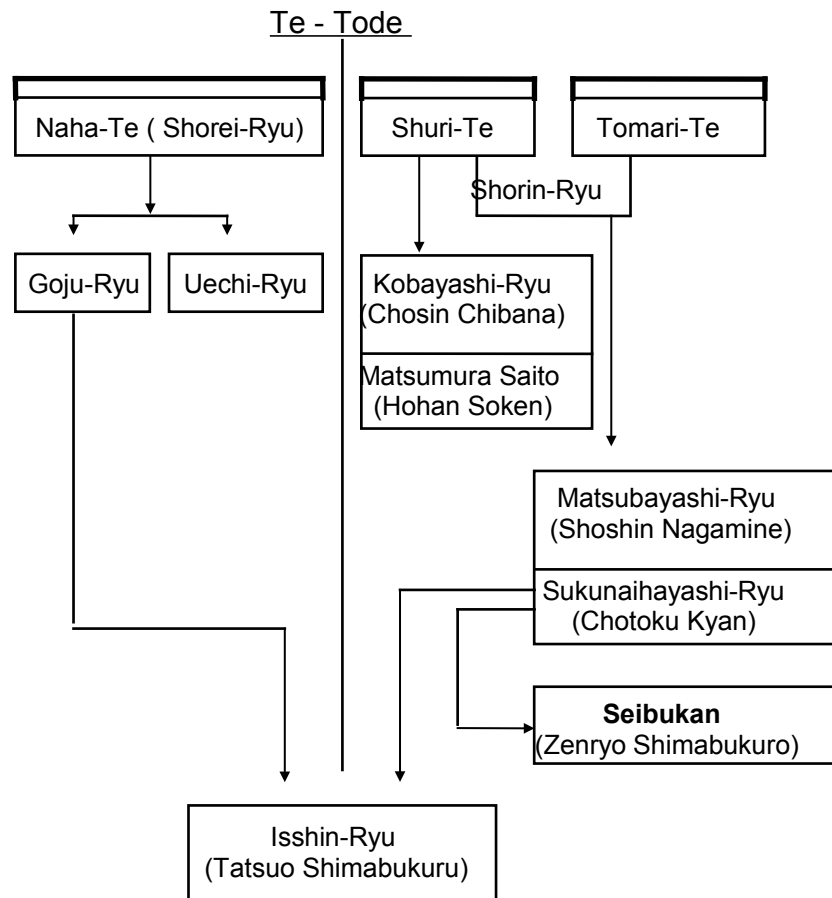 Te - Tode
Naha-Te ( Shorei-Ryu)
Shuri-Te
Tomari-Te
Shorin-Ryu
Goju-Ryu
Uechi-Ryu
Kobayashi-Ryu
(Chosin Chibana)
Matsumura Saito
(Hohan Soken)
Matsubayashi-Ryu
(Shoshin Nagamine)
Sukunaihayashi-Ryu
(Chotoku Kyan)
Seibukan
(Zenryo Shimabukuro)
Isshin-Ryu
(Tatsuo Shimabukuru)